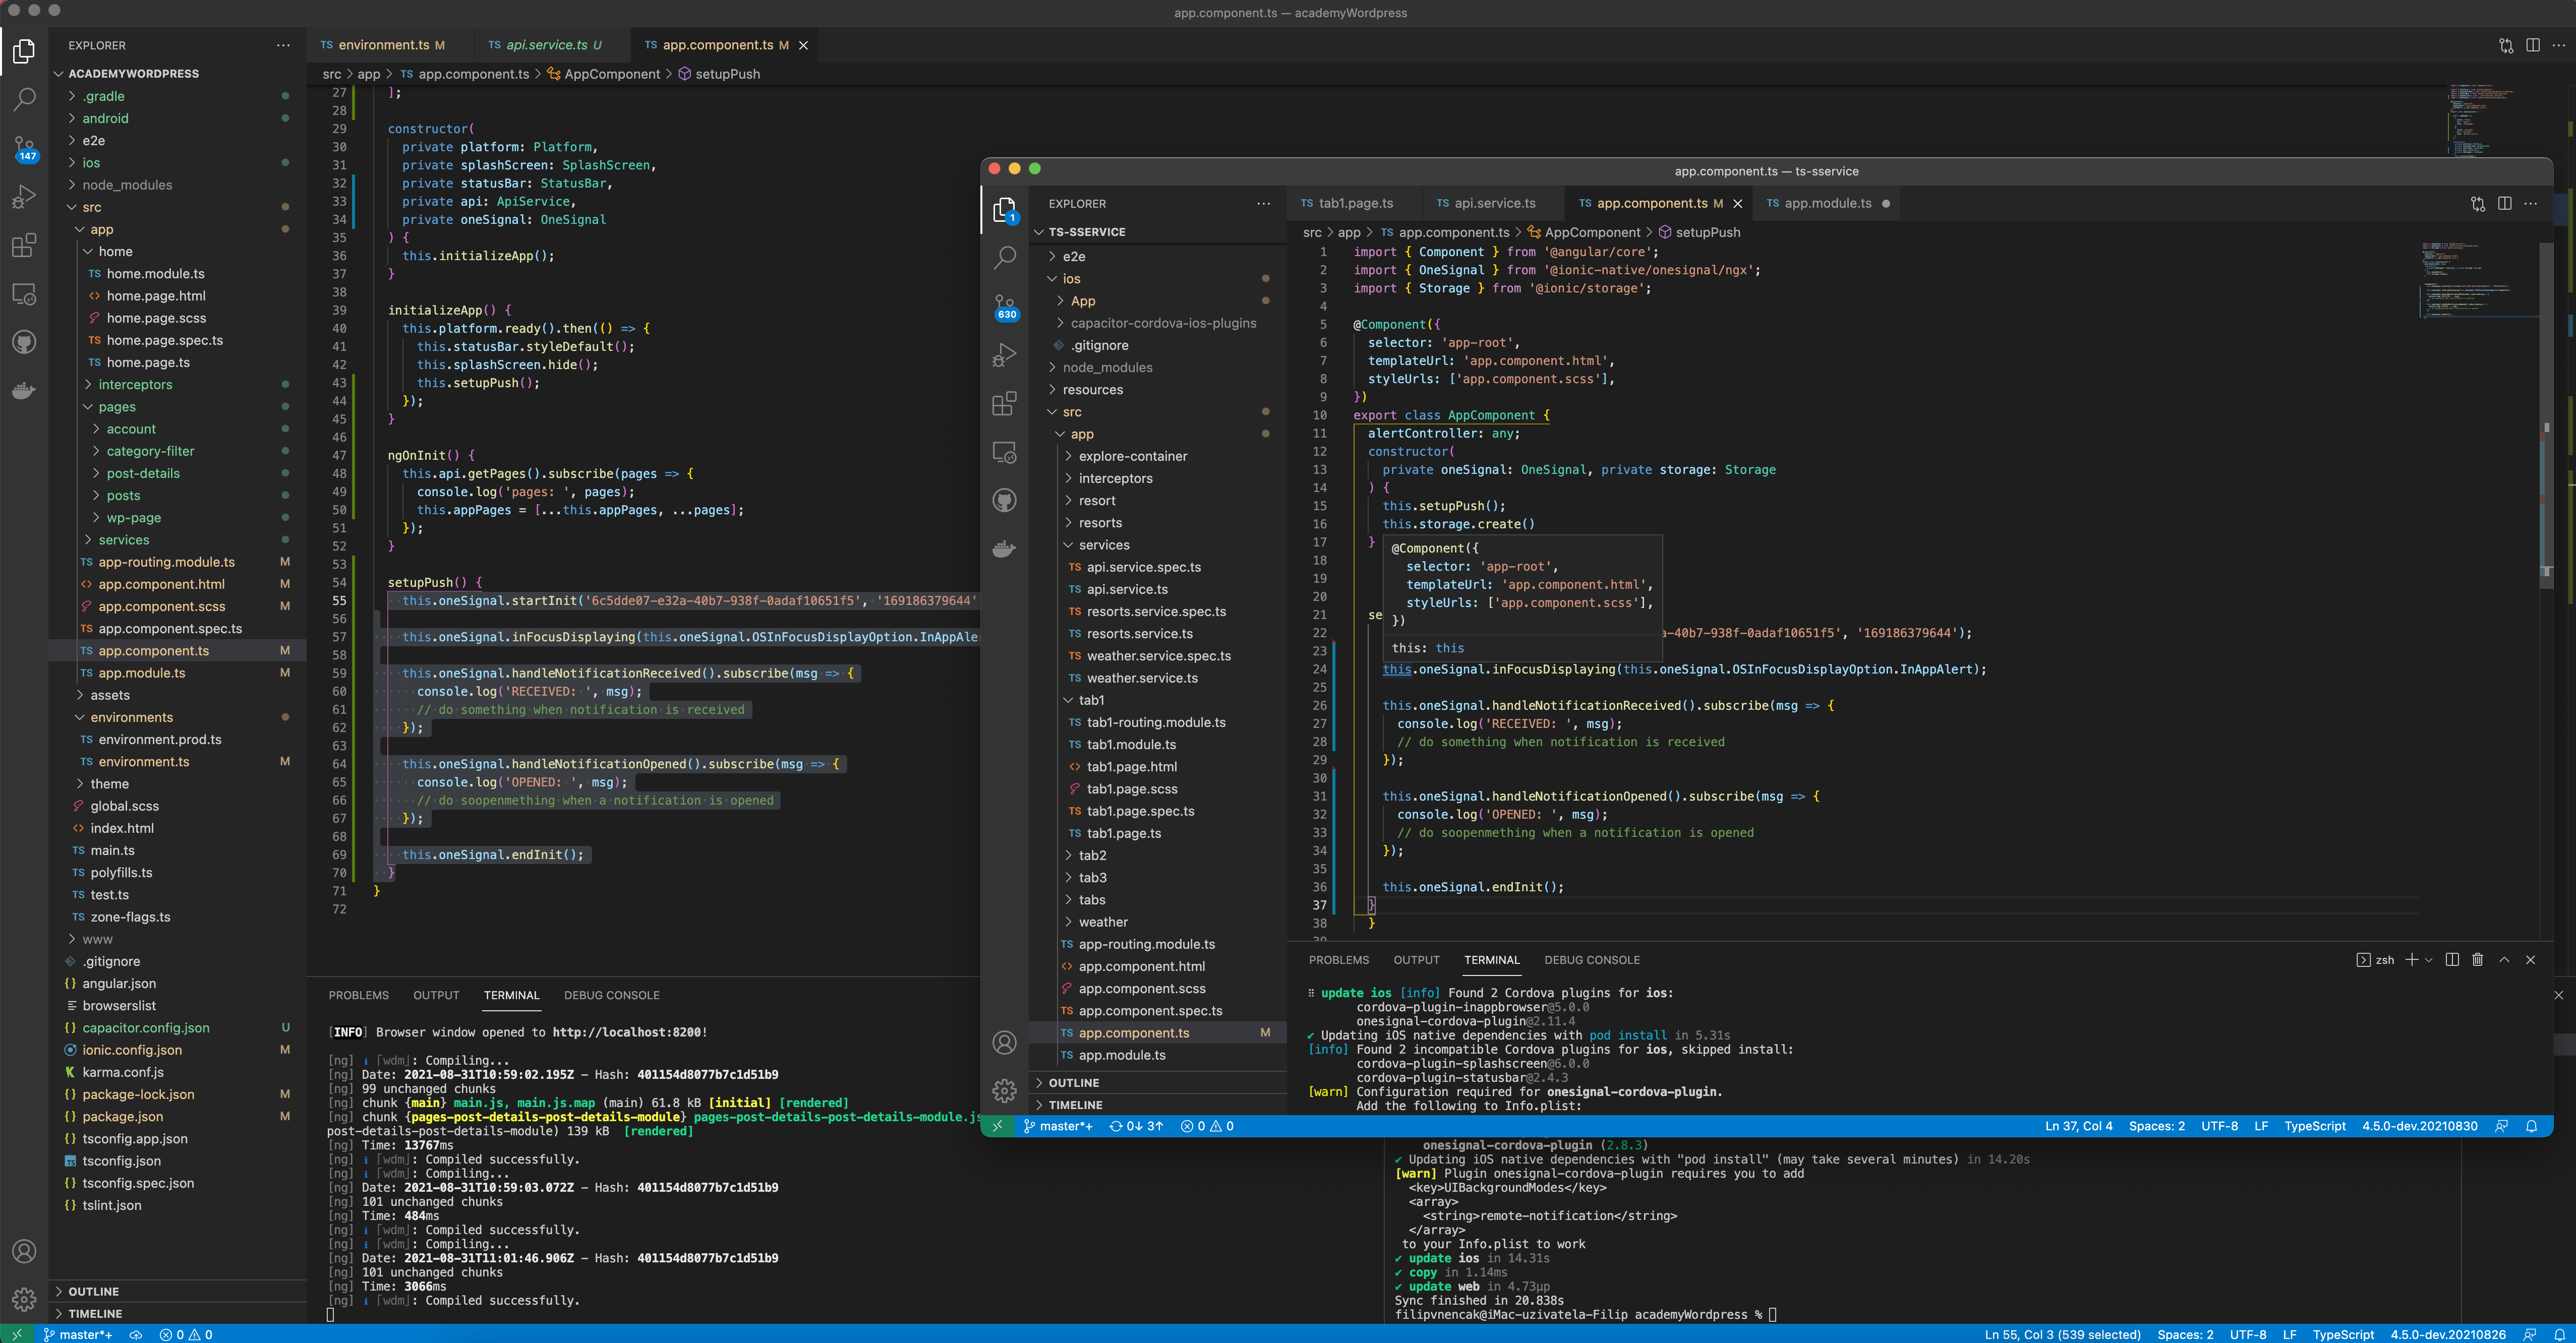 app.component.ts — academyWordpress
EXPLORER
ACADEMYWORDPRESS
.gradle
android
e2e
ios
node_modules
src
app
home
TS home.module.ts
<> home.page.html
home.page.scss
TS home.page.spec.ts
TS home.page.ts
interceptors
pages
account
category-filter
post-details
posts
wp-page
services
TS app-routing.module.ts M
<> app.component.html M
app.component.scss M
TS app.component.spec.ts
TS app.component.ts M
TS app.module.ts M
assets
environments
TS environment.prod.ts
TS environment.ts M
theme
global.scss
<> index.html
TS main.ts
TS polyfills.ts
TS test.ts
TS zone-flags.ts
www
.gitignore
{} angular.json
browserslist
{} capacitor.config.json U
ionic.config.json M
karma.conf.js
{} package-lock.json M
{} package.json M
{} tsconfig.app.json
tsconfig.json
{} tsconfig.spec.json
{} tslint.json
OUTLINE
TIMELINE
147
TS environment.ts M
TS api.service.ts U
TS app.component.ts M
src > app > TS app.component.ts > AppComponent > setupPush
27 ];
28
29 constructor(
30 private platform: Platform,
31 private splashScreen: SplashScreen,
32 private statusBar: StatusBar,
33 private api: ApiService,
34 private oneSignal: OneSignal
35 ) {
36 this.initializeApp();
37 }
38
39 initializeApp() {
40 this.platform.ready().then(() => {
41 this.statusBar.styleDefault();
42 this.splashScreen.hide();
43 this.setupPush();
44 });
45 }
46
47 ngOnInit() {
48 this.api.getPages().subscribe(pages => {
49 console.log('pages: ', pages);
50 this.appPages = [...this.appPages, ...pages];
51 });
52 }
53
54 setupPush() {
55 this.oneSignal.startInit('6c5dde07-e32a-40b7-938f-0adaf10651f5', '169186379644'
56
57 this.oneSignal.inFocusDisplaying(this.oneSignal.OSInFocusDisplayOption.InAppAler
58
59 this.oneSignal.handleNotificationReceived().subscribe(msg => {
60 console.log('RECEIVED: ', msg);
61 // do something when notification is received
62 });
63
64 this.oneSignal.handleNotificationOpened().subscribe(msg => {
65 console.log('OPENED: ', msg);
66 // do soopenmething when a notification is opened
67 });
68
69 this.oneSignal.endInit();
70 }
71 }
72
PROBLEMS OUTPUT TERMINAL DEBUG CONSOLE
[INFO] Browser window opened to http://localhost:8200!
[ng] ℹ ｢wdm｣: Compiling...
[ng] Date: 2021-08-31T10:59:02.195Z - Hash: 401154d8077b7c1d51b9
[ng] 99 unchanged chunks
[ng] chunk {main} main.js, main.js.map (main) 61.8 kB [initial] [rendered]
[ng] chunk {pages-post-details-post-details-module} pages-post-details-post-details-module.js
post-details-post-details-module) 139 kB [rendered]
[ng] Time: 13767ms
[ng] ℹ ｢wdm｣: Compiled successfully.
[ng] ℹ ｢wdm｣: Compiling...
[ng] Date: 2021-08-31T10:59:03.072Z - Hash: 401154d8077b7c1d51b9
[ng] 101 unchanged chunks
[ng] Time: 484ms
[ng] ℹ ｢wdm｣: Compiled successfully.
[ng] ℹ ｢wdm｣: Compiling...
[ng] Date: 2021-08-31T11:01:46.906Z - Hash: 401154d8077b7c1d51b9
[ng] 101 unchanged chunks
[ng] Time: 3066ms
[ng] ℹ ｢wdm｣: Compiled successfully.
app.component.ts — ts-sservice
EXPLORER
TS-SSERVICE
e2e
ios
App
capacitor-cordova-ios-plugins
.gitignore
node_modules
resources
src
app
explore-container
interceptors
resort
resorts
services
TS api.service.spec.ts
TS api.service.ts
TS resorts.service.spec.ts
TS resorts.service.ts
TS weather.service.spec.ts
TS weather.service.ts
tab1
TS tab1-routing.module.ts
TS tab1.module.ts
<> tab1.page.html
tab1.page.scss
TS tab1.page.spec.ts
TS tab1.page.ts
tab2
tab3
tabs
weather
TS app-routing.module.ts
<> app.component.html
app.component.scss
TS app.component.spec.ts
TS app.component.ts M
TS app.module.ts
OUTLINE
TIMELINE
1
630
TS tab1.page.ts
TS api.service.ts
TS app.component.ts M
TS app.module.ts
src > app > TS app.component.ts > AppComponent > setupPush
1 import { Component } from '@angular/core';
2 import { OneSignal } from '@ionic-native/onesignal/ngx';
3 import { Storage } from '@ionic/storage';
4
5 @Component({
6 selector: 'app-root',
7 templateUrl: 'app.component.html',
8 styleUrls: ['app.component.scss'],
9 })
10 export class AppComponent {
11 alertController: any;
12 constructor(
13 private oneSignal: OneSignal, private storage: Storage
14 ) {
15 this.setupPush();
16 this.storage.create()
17 }
18
19
20
21 se
22 a-40b7-938f-0adaf10651f5', '169186379644');
23
24 this.oneSignal.inFocusDisplaying(this.oneSignal.OSInFocusDisplayOption.InAppAlert);
25
26 this.oneSignal.handleNotificationReceived().subscribe(msg => {
27 console.log('RECEIVED: ', msg);
28 // do something when notification is received
29 });
30
31 this.oneSignal.handleNotificationOpened().subscribe(msg => {
32 console.log('OPENED: ', msg);
33 // do soopenmething when a notification is opened
34 });
35
36 this.oneSignal.endInit();
37 }
38 }
@Component({
selector: 'app-root',
templateUrl: 'app.component.html',
styleUrls: ['app.component.scss'],
})
this: this
PROBLEMS OUTPUT TERMINAL DEBUG CONSOLE
zsh
update ios [info] Found 2 Cordova plugins for ios:
cordova-plugin-inappbrowser@5.0.0
onesignal-cordova-plugin@2.11.4
✔ Updating iOS native dependencies with pod install in 5.31s
[info] Found 2 incompatible Cordova plugins for ios, skipped install:
cordova-plugin-splashscreen@6.0.0
cordova-plugin-statusbar@2.4.3
[warn] Configuration required for onesignal-cordova-plugin.
Add the following to Info.plist:
master*+ 0↓ 3↑ 0 0
Ln 37, Col 4 Spaces: 2 UTF-8 LF TypeScript 4.5.0-dev.20210830
onesignal-cordova-plugin (2.8.3)
✔ Updating iOS native dependencies with "pod install" (may take several minutes) in 14.20s
[warn] Plugin onesignal-cordova-plugin requires you to add
<key>UIBackgroundModes</key>
<array>
<string>remote-notification</string>
</array>
to your Info.plist to work
✔ update ios in 14.31s
✔ copy in 1.14ms
✔ update web in 4.73μp
Sync finished in 20.838s
filipvnencak@iMac-uzivatela-Filip academyWordpress %
master*+ 0 0
Ln 55, Col 3 (539 selected) Spaces: 2 UTF-8 LF TypeScript 4.5.0-dev.20210826